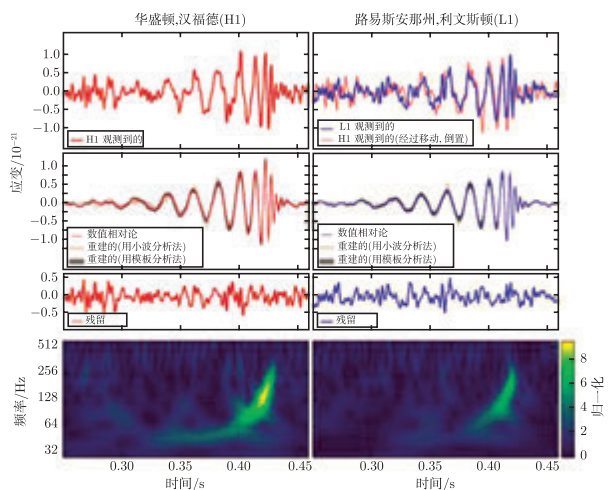 华盛顿,汉福德(H1)
路易斯安那州,利文斯顿(L1)
1.0
0.5
0.0
−0.5
−1.0
H1 观测到的
L1 观测到的
H1 观测到的(经过移动,倒置)
应变/10⁻²¹
1.0
0.5
0.0
−0.5
−1.0
数值相对论
重建的(用小波分析法)
重建的(用模板分析法)
数值相对论
重建的(用小波分析法)
重建的(用模板分析法)
0.5
0.0
−0.5
残留
残留
频率/Hz
512
256
128
64
32
8
6
4
2
0
归一化
0.30 0.35 0.40 0.45
0.30 0.35 0.40 0.45
时间/s
时间/s